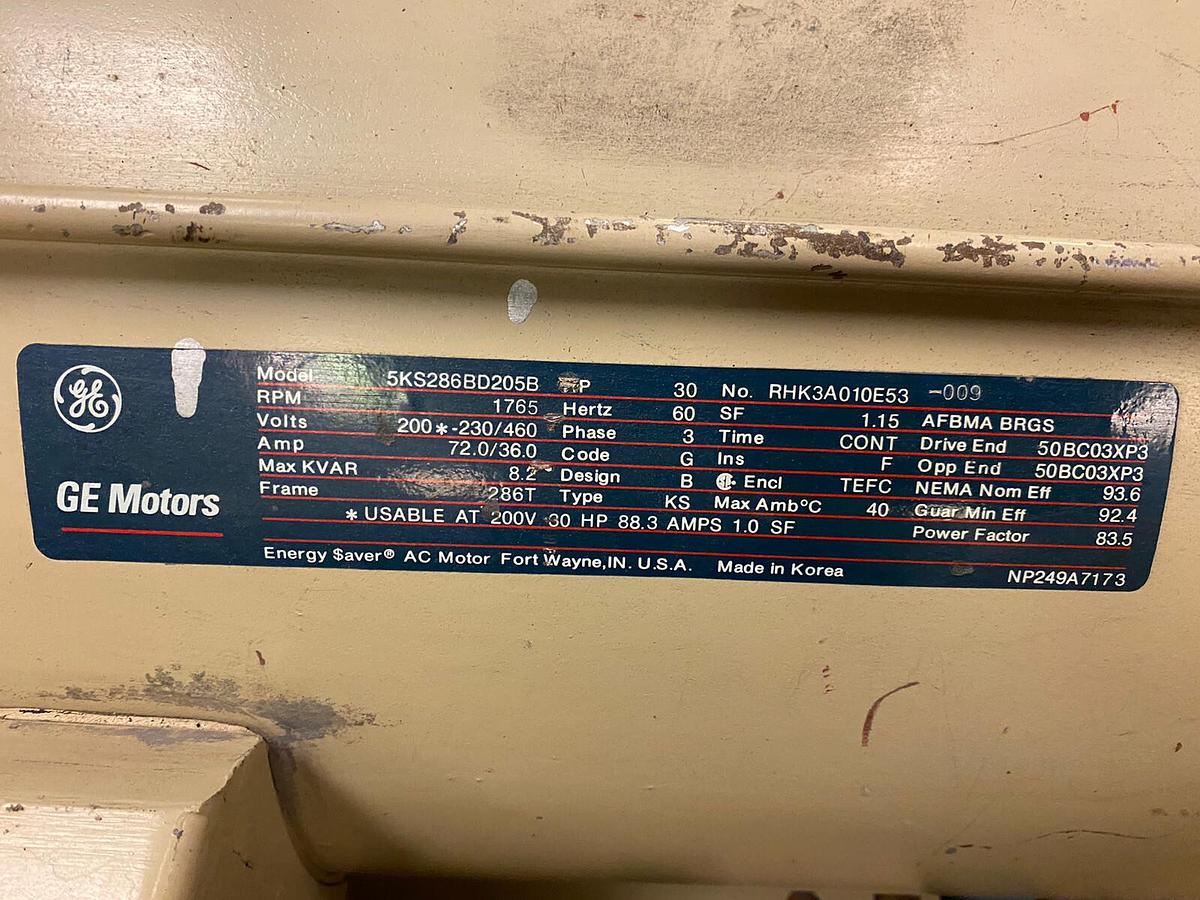 GE
GE Motors
Model 5KS286BD205B HP 30 No. RHK3A010E53 -009
RPM 1765 Hertz 60 SF 1.15 AFBMA BRGS
Volts 200*-230/460 Phase 3 Time CONT Drive End 50BC03XP3
Amp 72.0/36.0 Code G Ins F Opp End 50BC03XP3
Max KVAR 8.2 Design B Encl TEFC NEMA Nom Eff 93.6
Frame 286T Type KS Max Amb°C 40 Guar Min Eff 92.4
* USABLE AT 200V 30 HP 88.3 AMPS 1.0 SF Power Factor 83.5
Energy $aver® AC Motor Fort Wayne,IN. U.S.A. Made in Korea NP249A7173